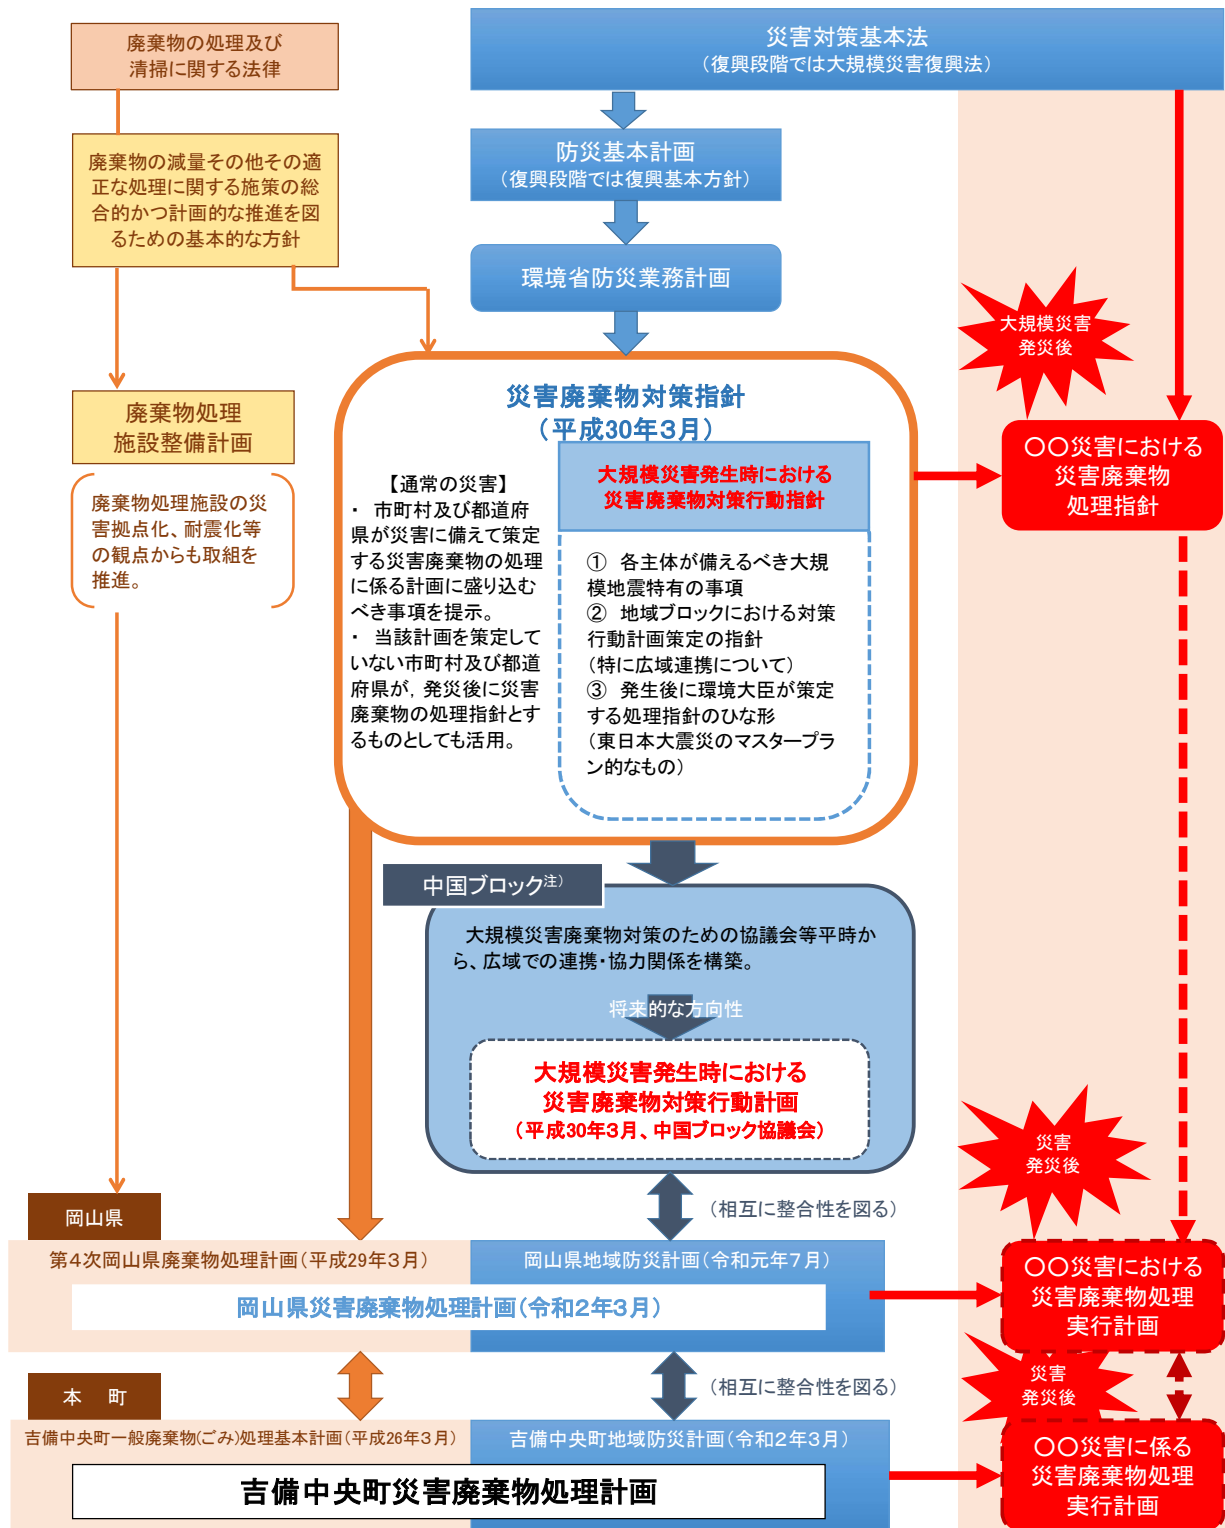 廃棄物の処理及び
清掃に関する法律
災害対策基本法
(復興段階では大規模災害復興法)
廃棄物の減量その他その適
正な処理に関する施策の総
合的かつ計画的な推進を図
るための基本的な方針
防災基本計画
(復興段階では復興基本方針)
環境省防災業務計画
大規模災害
発災後
廃棄物処理
施設整備計画
廃棄物処理施設の災
害拠点化、耐震化等
の観点からも取組を
推進。
災害廃棄物対策指針
(平成30年3月)
【通常の災害】
・ 市町村及び都道府
県が災害に備えて策定
する災害廃棄物の処理
に係る計画に盛り込む
べき事項を提示。
・ 当該計画を策定して
いない市町村及び都道
府県が，発災後に災害
廃棄物の処理指針とす
るものとしても活用。
大規模災害発生時における
災害廃棄物対策行動指針
① 各主体が備えるべき大規
模地震特有の事項
② 地域ブロックにおける対策
行動計画策定の指針
(特に広域連携について)
③ 発生後に環境大臣が策定
する処理指針のひな形
(東日本大震災のマスタープラ
ン的なもの)
〇〇災害における
災害廃棄物
処理指針
中国ブロック注)
大規模災害廃棄物対策のための協議会等平時か
ら、広域での連携・協力関係を構築。
将来的な方向性
大規模災害発生時における
災害廃棄物対策行動計画
(平成30年3月、中国ブロック協議会)
災害
発災後
岡山県
(相互に整合性を図る)
第4次岡山県廃棄物処理計画(平成29年3月)
岡山県地域防災計画(令和元年7月)
岡山県災害廃棄物処理計画(令和2年3月)
〇〇災害における
災害廃棄物処理
実行計画
災害
発災後
本 町
(相互に整合性を図る)
吉備中央町一般廃棄物(ごみ)処理基本計画(平成26年3月)
吉備中央町地域防災計画(令和2年3月)
吉備中央町災害廃棄物処理計画
〇〇災害に係る
災害廃棄物処理
実行計画